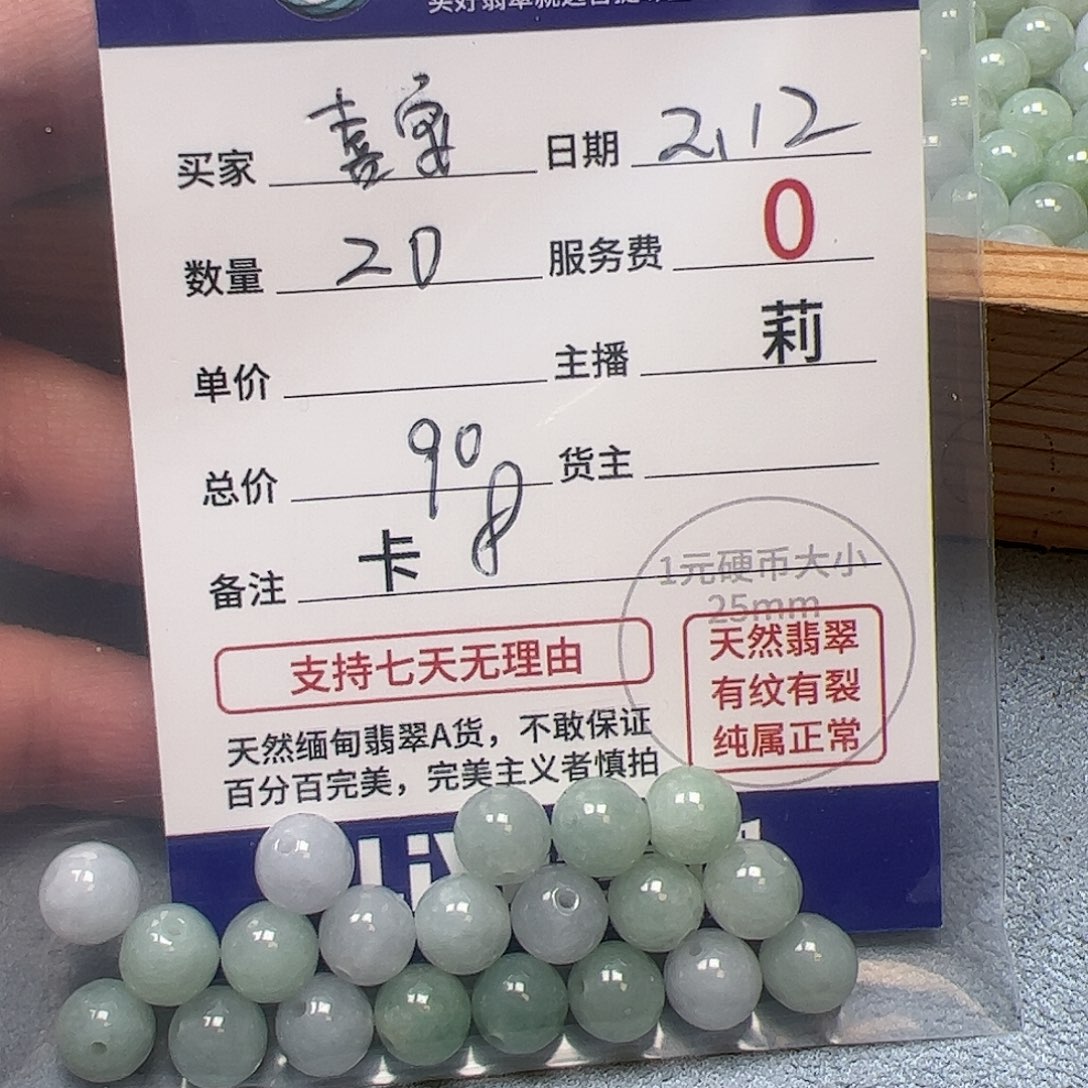 买家 喜宝 日期 2,12
数量 20 服务费 0
单价 主播 莉
总价 90 货主
备注 卡 8
1元硬币大小
25mm
支持七天无理由
天然翡翠
有纹有裂
纯属正常
天然缅甸翡翠A货，不敢保证
百分百完美，完美主义者慎拍